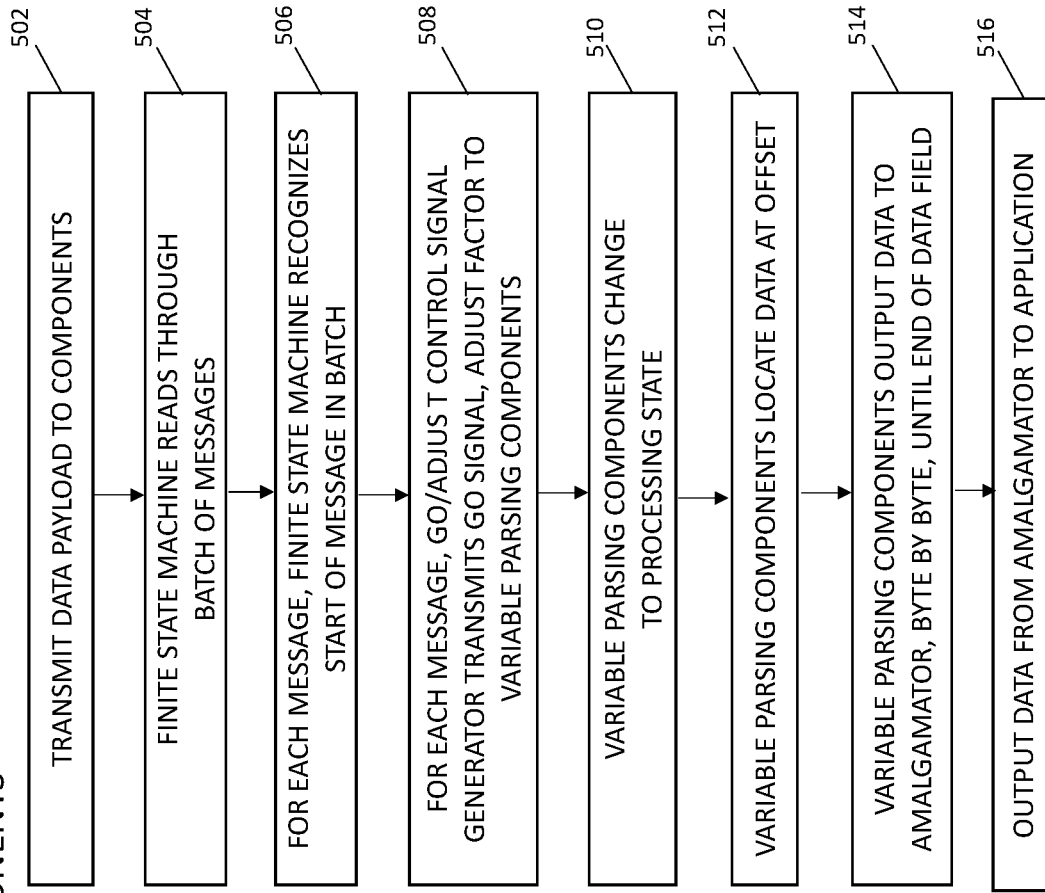 502
TRANSMIT DATA PAYLOAD TO COMPONENTS
504
FINITE STATE MACHINE READS THROUGH
BATCH OF MESSAGES
506
FOR EACH MESSAGE, FINITE STATE MACHINE RECOGNIZES
START OF MESSAGE IN BATCH
508
FOR EACH MESSAGE, GO/ADJUS T CONTROL SIGNAL
GENERATOR TRANSMITS GO SIGNAL, ADJUST FACTOR TO
VARIABLE PARSING COMPONENTS
510
VARIABLE PARSING COMPONENTS CHANGE
TO PROCESSING STATE
512
VARIABLE PARSING COMPONENTS LOCATE DATA AT OFFSET
514
VARIABLE PARSING COMPONENTS OUTPUT DATA TO
AMALGAMATOR, BYTE BY BYTE, UNTIL END OF DATA FIELD
516
OUTPUT DATA FROM AMALGAMATOR TO APPLICATION